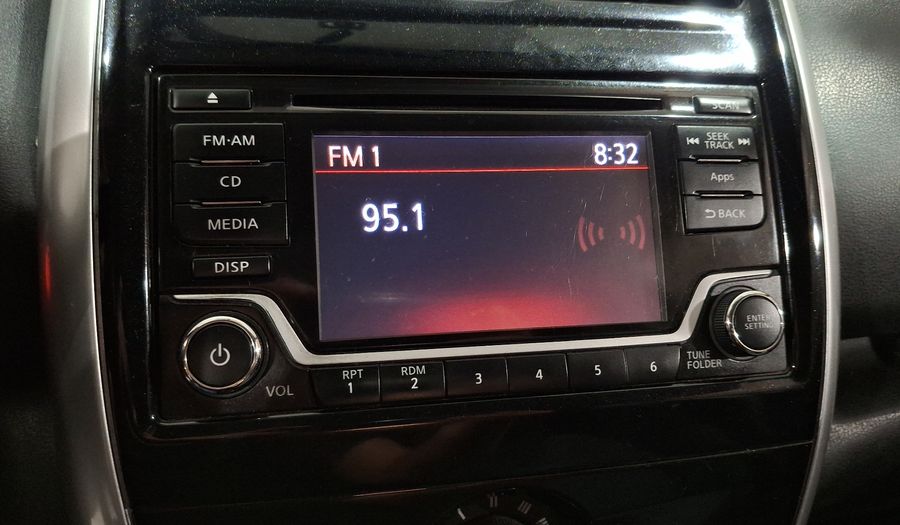 SCAN
FM·AM
SEEK
TRACK
FM 1 8:32
CD
Apps
95.1
MEDIA
BACK
DISP
ENTER
SETTING
VOL
RPT
1
RDM
2
3
4
5
6
TUNE
FOLDER